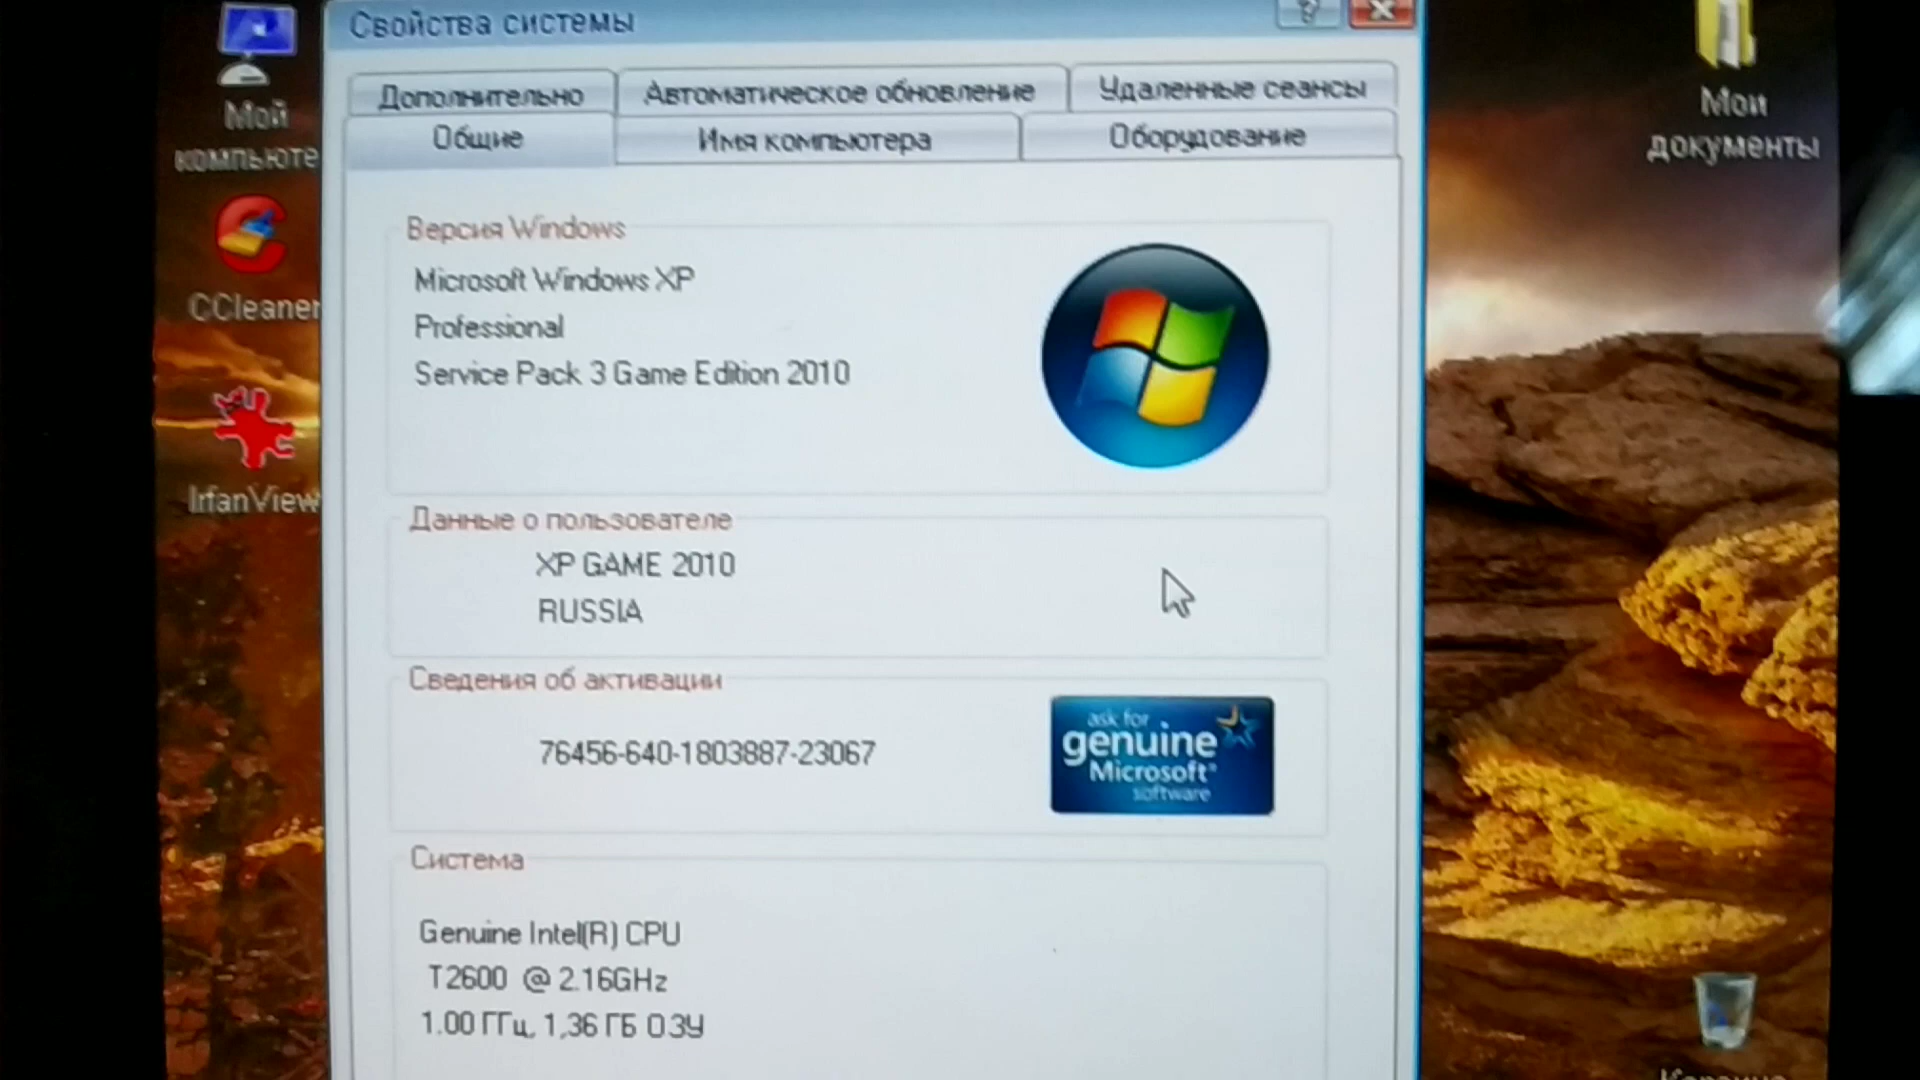 Свойства системы
Дополнительно
Автоматическое обновление
Удаленные сеансы
Общие
Имя компьютера
Оборудование
Версия Windows
Microsoft Windows XP
Professional
Service Pack 3 Game Edition 2010
Данные о пользователе
XP GAME 2010
RUSSIA
Сведения об активации
76456-640-1803887-23067
ask for
genuine
Microsoft®
software
Система
Genuine Intel(R) CPU
T2600 @ 2.16GHz
1.00 ГГц, 1,36 ГБ ОЗУ
Мой
компьюте
CCleaner
IrfanView
Мои
документы
Корзина